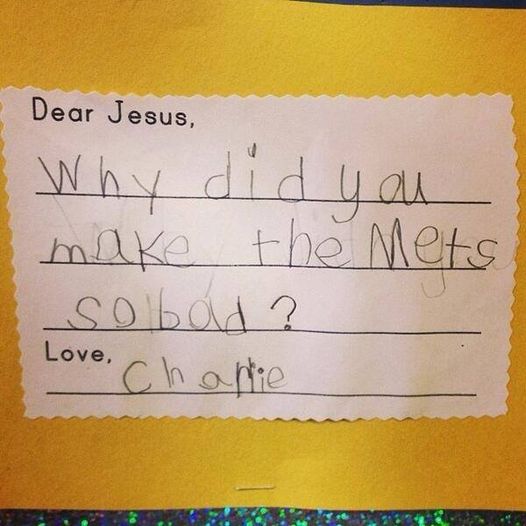 Dear Jesus,
Why did you
make the Mets
so bad?
Love,
Charlie